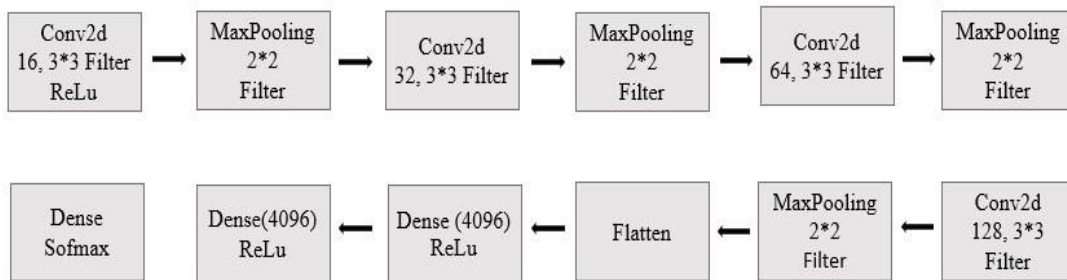 Conv2d
16, 3*3 Filter
ReLu
MaxPooling
2*2
Filter
Conv2d
32, 3*3 Filter
MaxPooling
2*2
Filter
Conv2d
64, 3*3 Filter
MaxPooling
2*2
Filter
Conv2d
128, 3*3
Filter
MaxPooling
2*2
Filter
Flatten
Dense (4096)
ReLu
Dense(4096)
ReLu
Dense
Sofmax